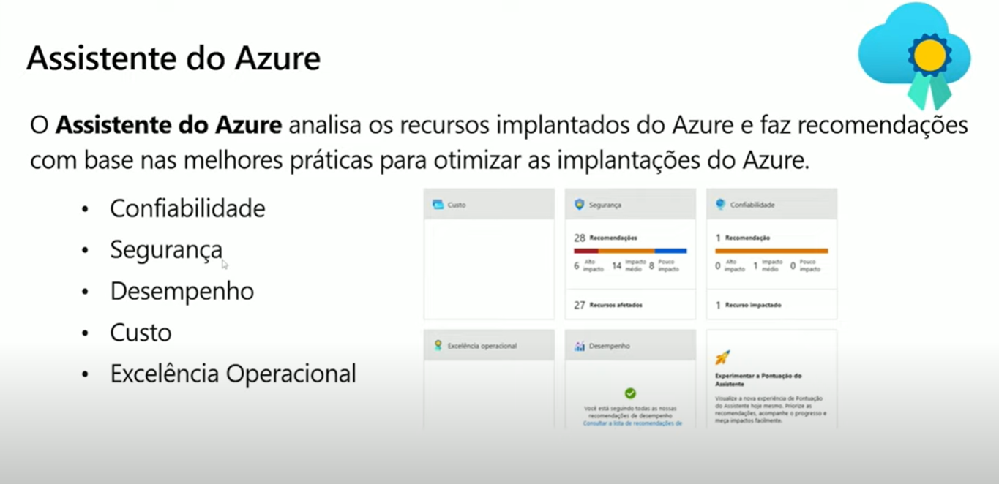 Assistente do Azure
O Assistente do Azure analisa os recursos implantados do Azure e faz recomendações
com base nas melhores práticas para otimizar as implantações do Azure.
• Confiabilidade
• Segurança
• Desempenho
• Custo
• Excelência Operacional
Custo
Segurança
28 Recomendações
6 Alto impacto 14 Impacto médio 8 Pouco impacto
27 Recursos afetados
Confiabilidade
1 Recomendação
0 Alto impacto 1 Impacto médio 0 Pouco impacto
1 Recurso impactado
Excelência operacional
Desempenho
Você está seguindo todas as nossas
recomendações de desempenho
Consultar a lista de recomendações de
Experimentar a Pontuação do
Assistente
Visualize a nova experiência de Pontuação
do Assistente hoje mesmo. Priorize as
recomendações, acompanhe o progresso e
meça impactos facilmente.